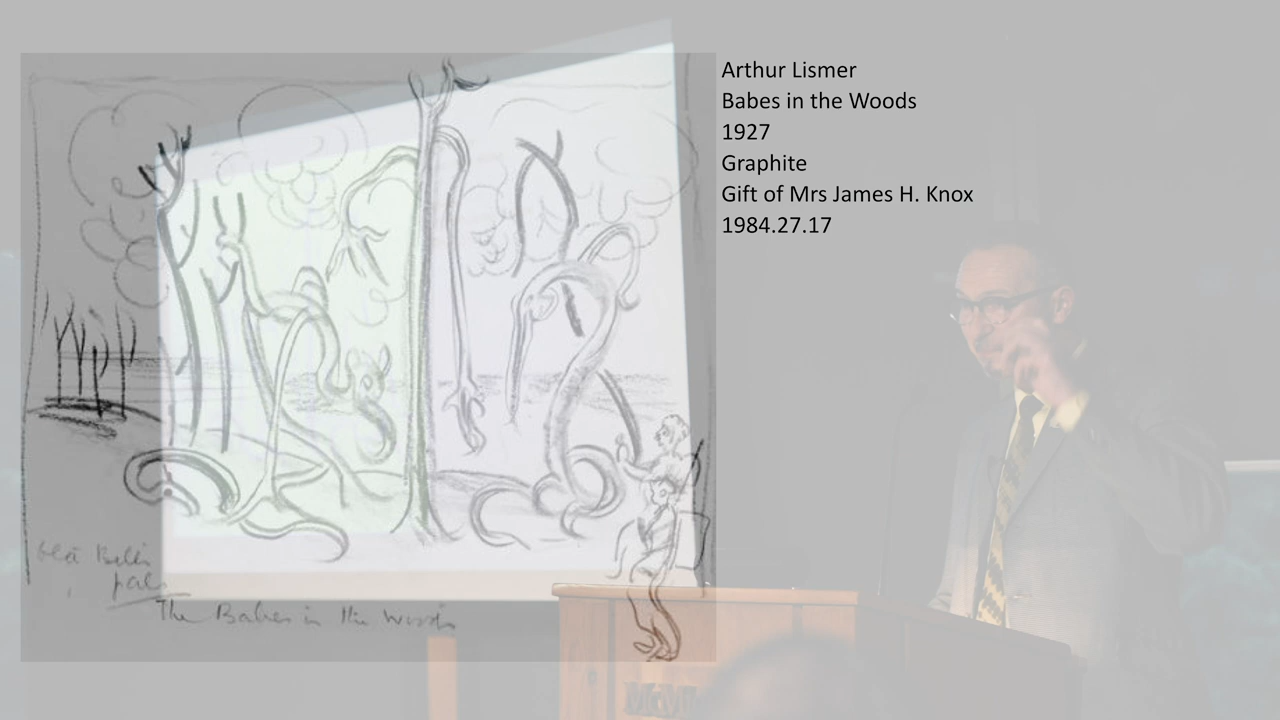 Arthur Lismer
Babes in the Woods
1927
Graphite
Gift of Mrs James H. Knox
1984.27.17
The Babes in the Woods